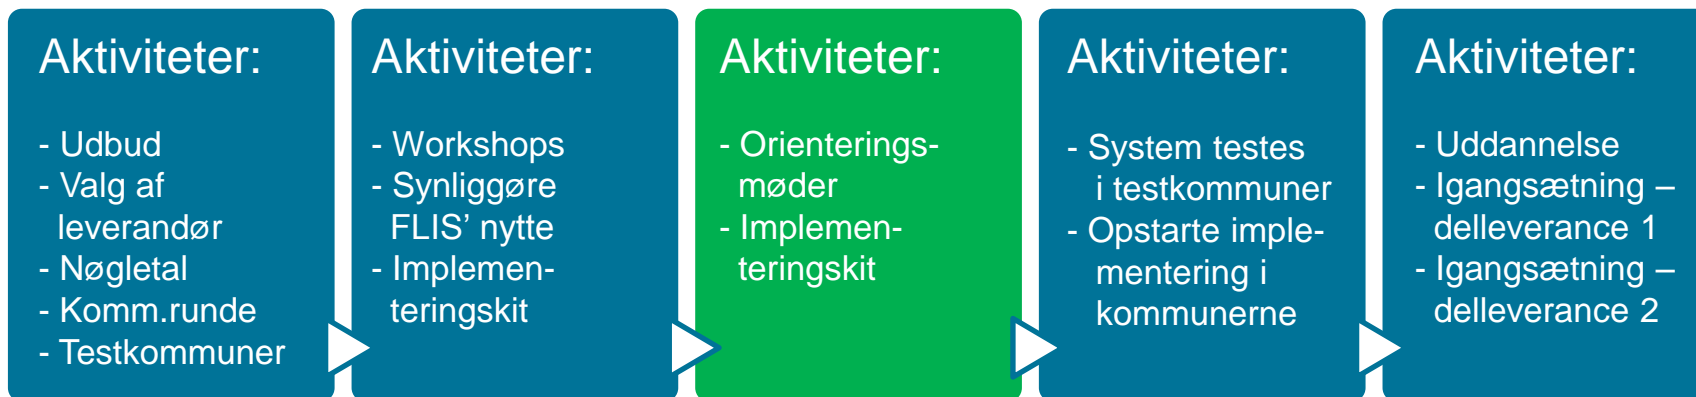 Aktiviteter:
- Udbud
- Valg af
leverandør
- Nøgletal
- Komm.runde
- Testkommuner
Aktiviteter:
- Workshops
- Synliggøre
FLIS’ nytte
- Implemen-
teringskit
Aktiviteter:
- Orienterings-
møder
- Implemen-
teringskit
Aktiviteter:
- System testes
i testkommuner
- Opstarte imple-
mentering i
kommunerne
Aktiviteter:
- Uddannelse
- Igangsætning –
delleverance 1
- Igangsætning –
delleverance 2